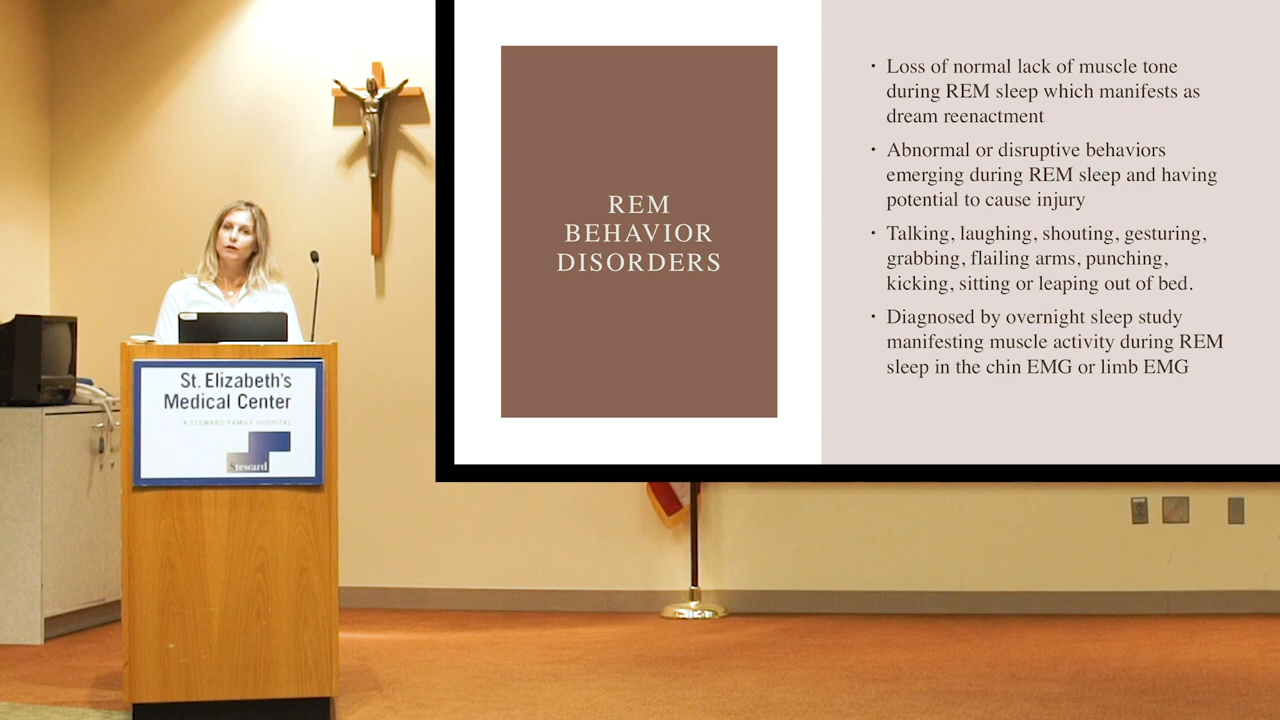 St. Elizabeth's
Medical Center
A STEWARD FAMILY HOSPITAL
Steward
REM
BEHAVIOR
DISORDERS
· Loss of normal lack of muscle tone
during REM sleep which manifests as
dream reenactment
· Abnormal or disruptive behaviors
emerging during REM sleep and having
potential to cause injury
· Talking, laughing, shouting, gesturing,
grabbing, flailing arms, punching,
kicking, sitting or leaping out of bed.
· Diagnosed by overnight sleep study
manifesting muscle activity during REM
sleep in the chin EMG or limb EMG